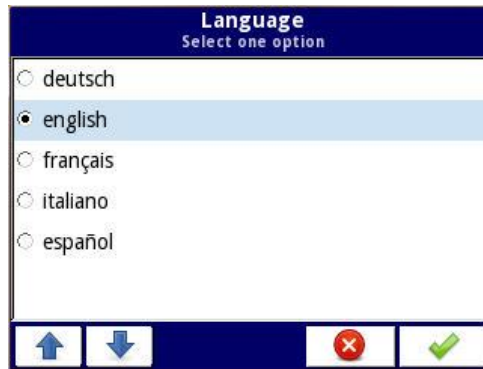 Language
Select one option
deutsch
english
français
italiano
español